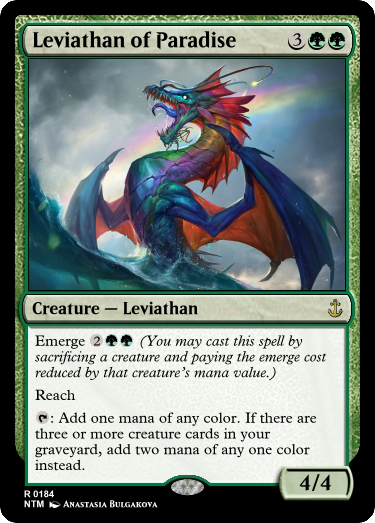 Leviathan of Paradise 3
Creature — Leviathan
Emerge 2 (You may cast this spell by
sacrificing a creature and paying the emerge cost
reduced by that creature's mana value.)
Reach
: Add one mana of any color. If there are
three or more creature cards in your
graveyard, add two mana of any one color
instead.
4/4
R 0184
NTM Anastasia Bulgakova